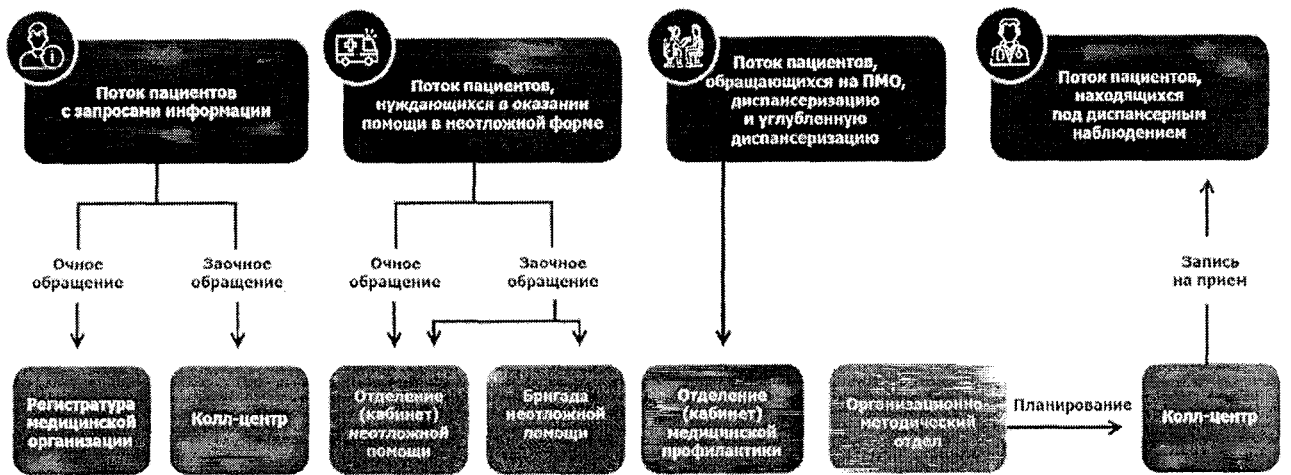 Поток пациентов
с запросами информации
Поток пациентов,
нуждающихся в оказании
помощи в неотложной форме
Поток пациентов,
обращающихся на ПМО,
диспансеризацию
и углубленную
диспансеризацию
Поток пациентов,
находящихся
под диспансерным
наблюдением
Очное
обращение
Заочное
обращение
Очное
обращение
Заочное
обращение
Запись
на прием
Регистратура
медицинской
организации
Колл-центр
Отделение
(кабинет)
неотложной
помощи
Бригада
неотложной
помощи
Отделение
(кабинет)
медицинской
профилактики
Организационно-
методический
отдел
Планирование
Колл-центр